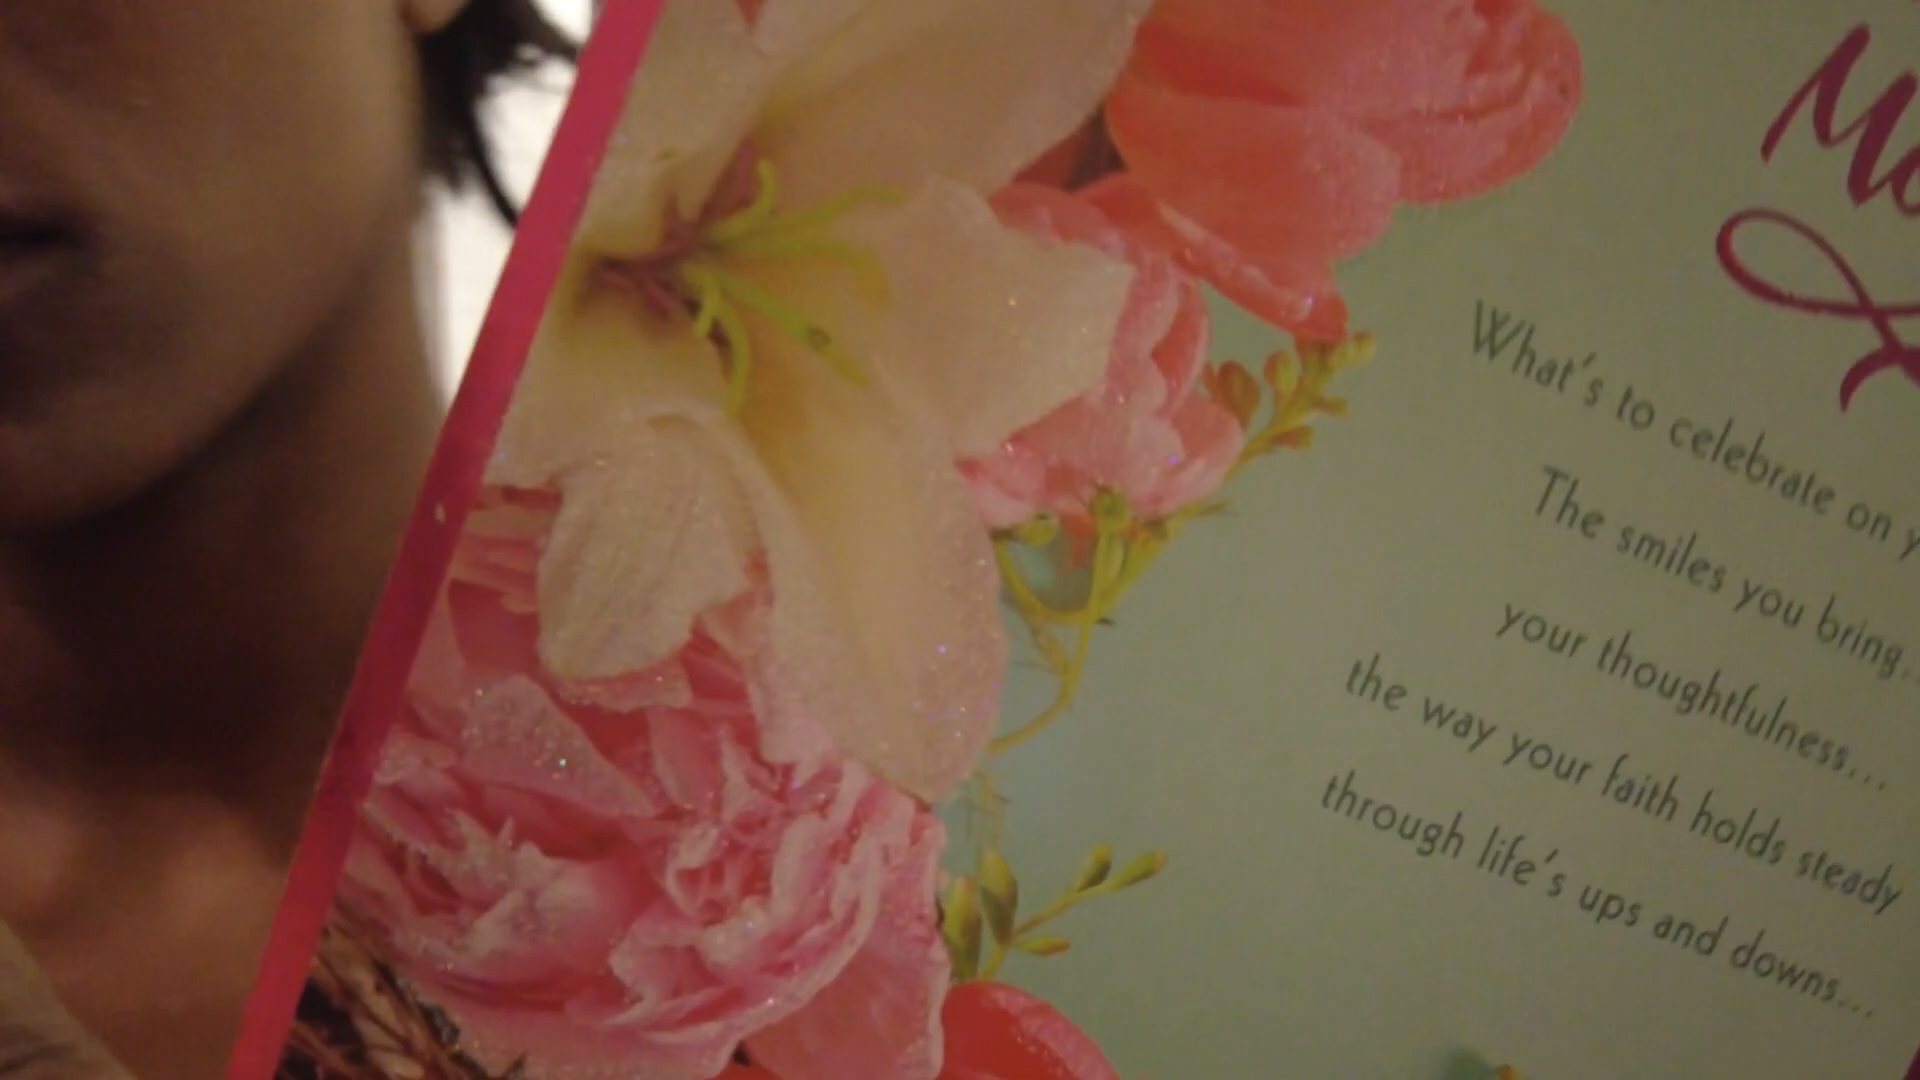 What's to celebrate on
The smiles you bring...
your thoughtfulness...
the way your faith holds steady
through life's ups and downs...